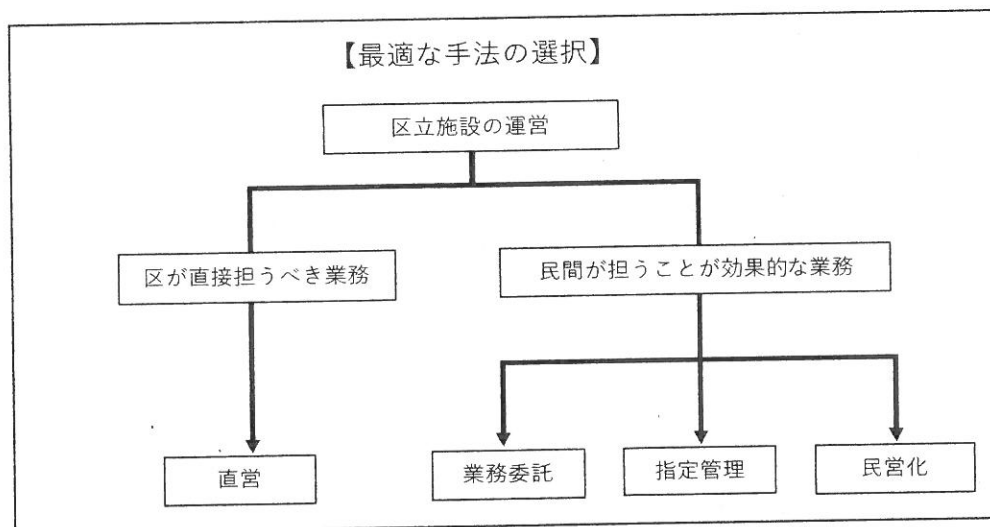 【最適な手法の選択】
区立施設の運営
区が直接担うべき業務
民間が担うことが効果的な業務
直営
業務委託
指定管理
民営化